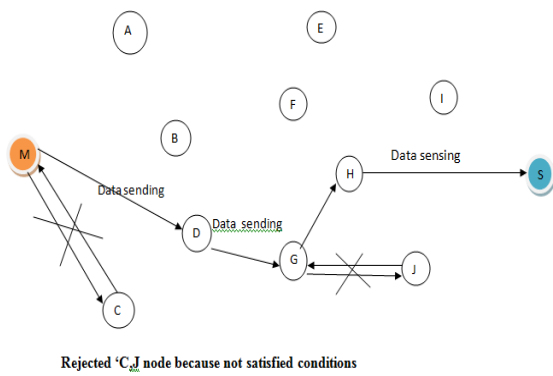 A
E
F
I
B
M
Data sensing
H
S
Data sending
Data sending
D
G
J
C
Rejected ‘C,J node because not satisfied conditions